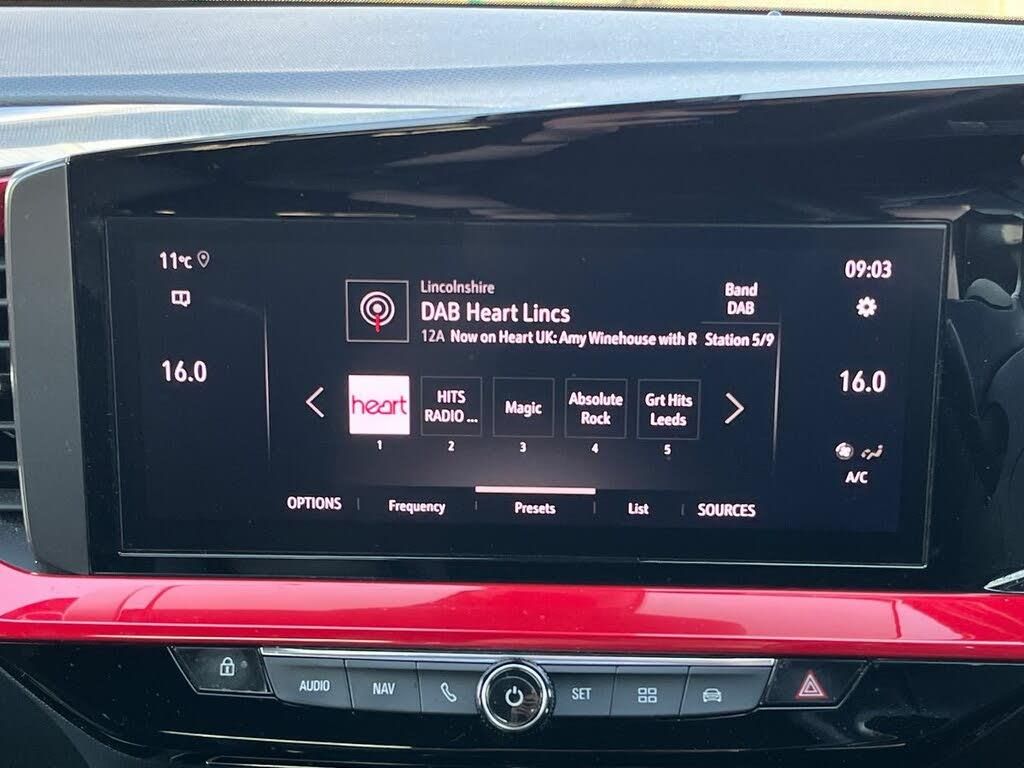 11°C
09:03
Lincolnshire
DAB Heart Lincs
12A Now on Heart UK: Amy Winehouse with R
Band
DAB
Station 5/9
16.0
16.0
heart
HITS
RADIO ...
Magic
Absolute
Rock
Grt Hits
Leeds
1
2
3
4
5
A/C
OPTIONS
Frequency
Presets
List
SOURCES
AUDIO
NAV
SET